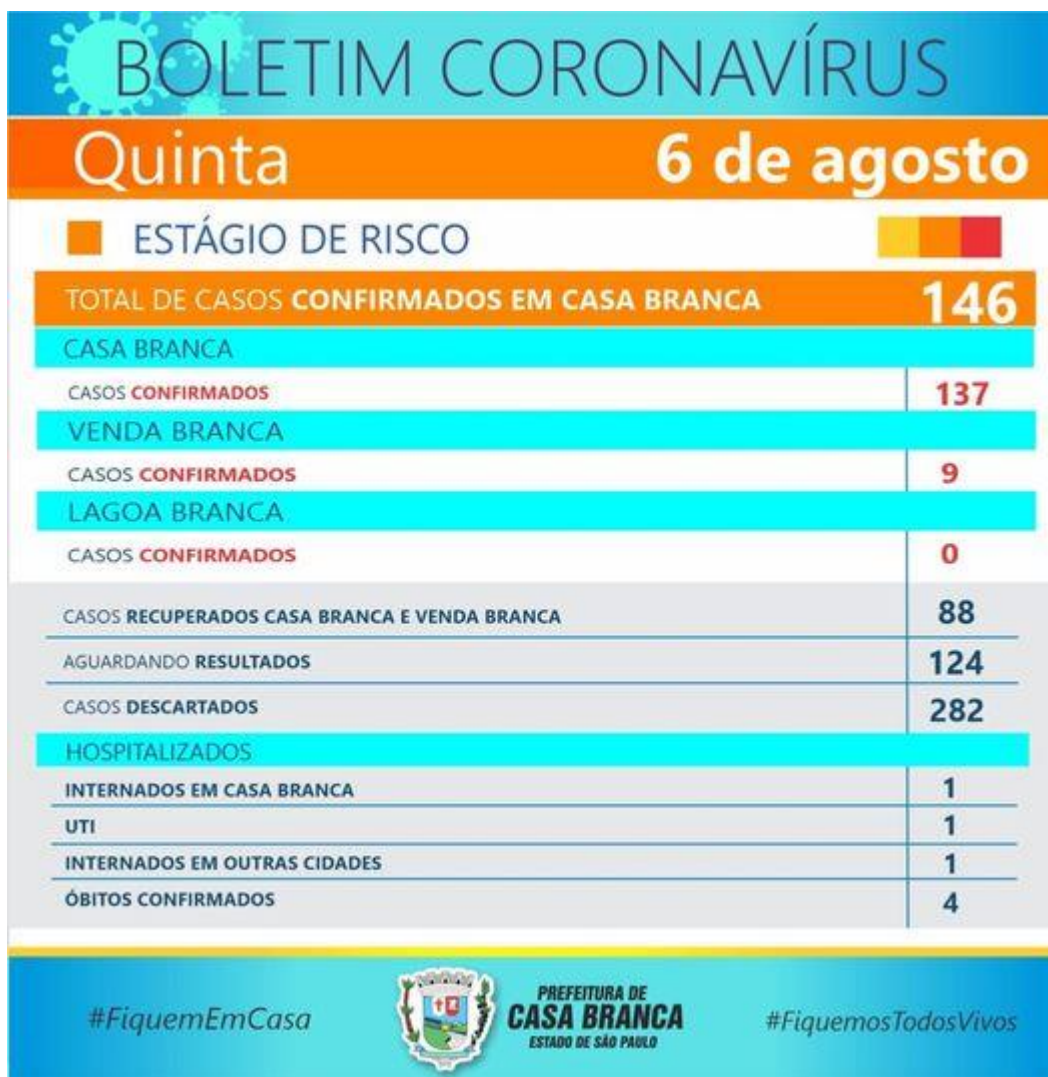 BOLETIM CORONAVÍRUS
Quinta 6 de agosto
ESTÁGIO DE RISCO
TOTAL DE CASOS CONFIRMADOS EM CASA BRANCA 146
CASA BRANCA
CASOS CONFIRMADOS 137
VENDA BRANCA
CASOS CONFIRMADOS 9
LAGOA BRANCA
CASOS CONFIRMADOS 0
CASOS RECUPERADOS CASA BRANCA E VENDA BRANCA 88
AGUARDANDO RESULTADOS 124
CASOS DESCARTADOS 282
HOSPITALIZADOS
INTERNADOS EM CASA BRANCA 1
UTI 1
INTERNADOS EM OUTRAS CIDADES 1
ÓBITOS CONFIRMADOS 4
#FiquemEmCasa
PREFEITURA DE
CASA BRANCA
ESTADO DE SÃO PAULO
#FiquemosTodosVivos